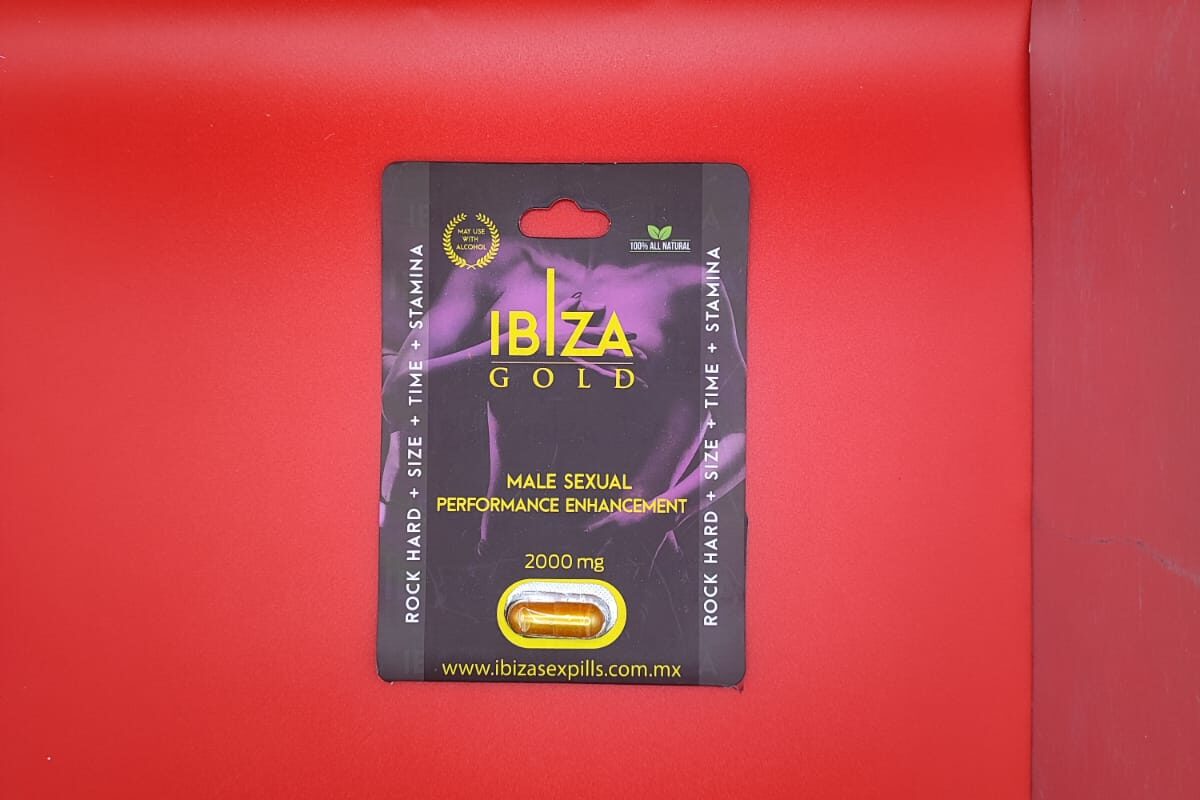 MAY USE
WITH
ALCOHOL
100% ALL NATURAL
IBIZA
GOLD
ROCK HARD + SIZE + TIME + STAMINA
ROCK HARD + SIZE + TIME + STAMINA
MALE SEXUAL
PERFORMANCE ENHANCEMENT
2000 mg
www.ibizasexpills.com.mx